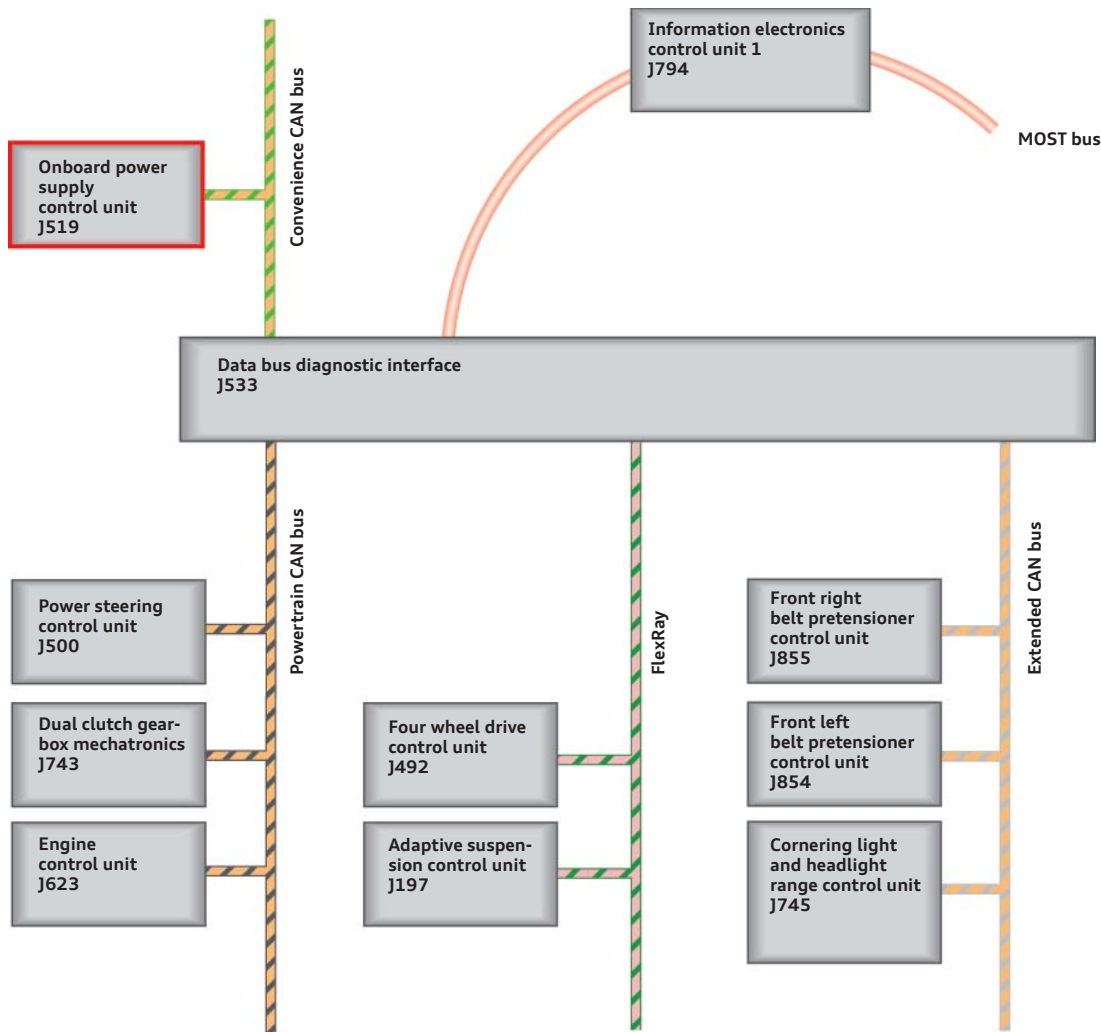 Information electronics
control unit 1
J794
MOST bus
Convenience CAN bus
Onboard power
supply
control unit
J519
Data bus diagnostic interface
J533
Powertrain CAN bus
Power steering
control unit
J500
Dual clutch gear-
box mechatronics
J743
Engine
control unit
J623
FlexRay
Four wheel drive
control unit
J492
Adaptive suspen-
sion control unit
J197
Extended CAN bus
Front right
belt pretensioner
control unit
J855
Front left
belt pretensioner
control unit
J854
Cornering light
and headlight
range control unit
J745